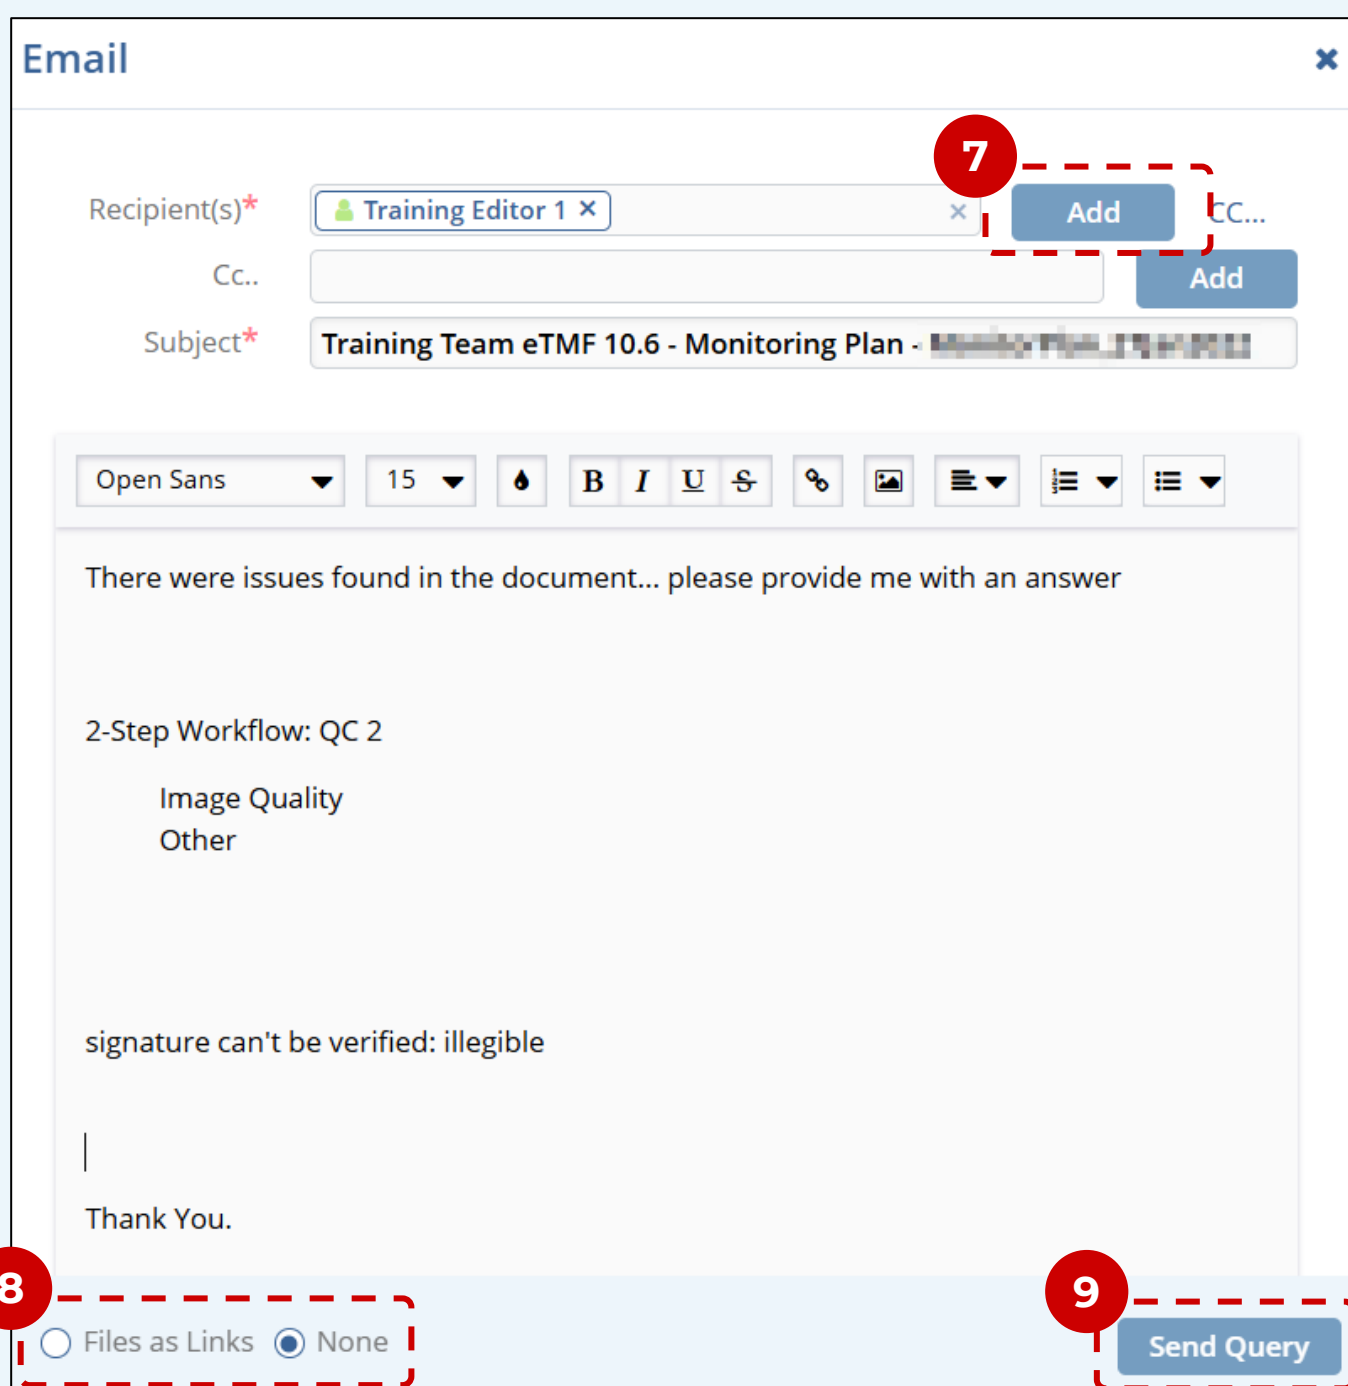 Email
7
Recipient(s)* Training Editor 1 Add CC...
Cc.. Add
Subject* Training Team eTMF 10.6 - Monitoring Plan -
Open Sans 15 B I U S
There were issues found in the document... please provide me with an answer
2-Step Workflow: QC 2
Image Quality
Other
signature can't be verified: illegible
Thank You.
8
9
Files as Links None Send Query